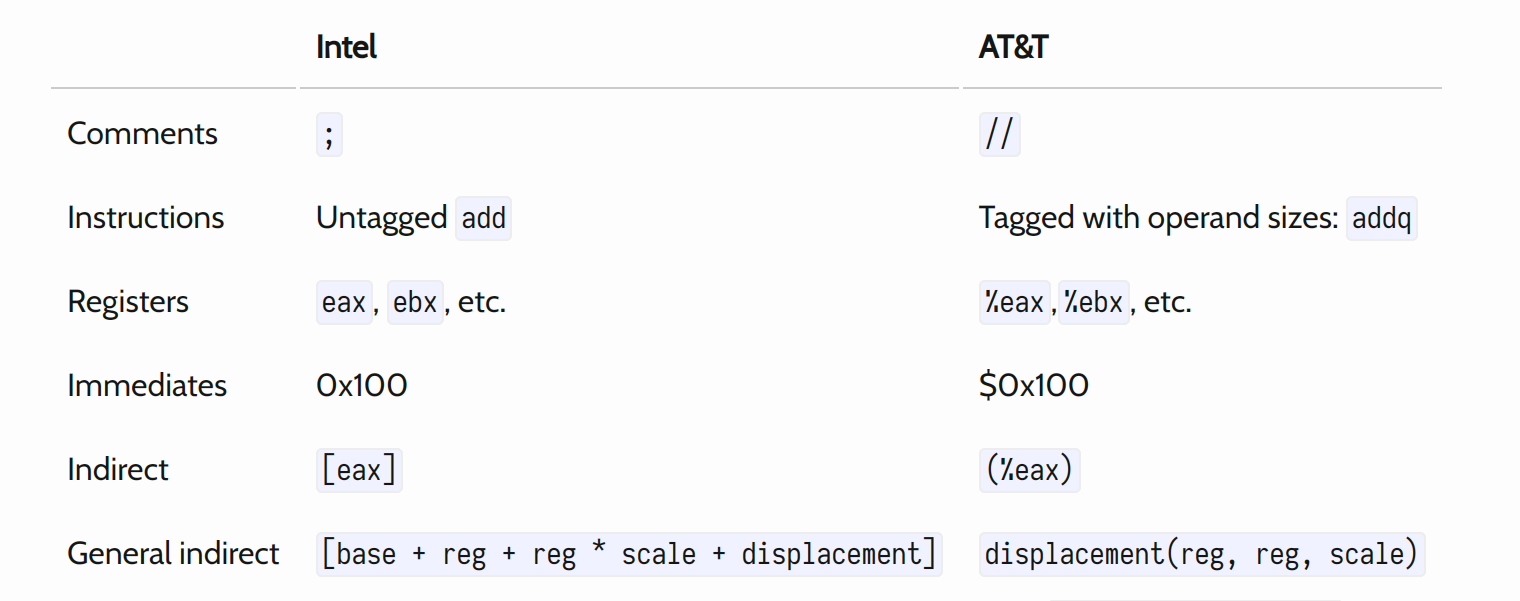 Intel AT&T
Comments ; //
Instructions Untagged add Tagged with operand sizes: addq
Registers eax, ebx, etc. %eax,%ebx, etc.
Immediates 0x100 $0x100
Indirect [eax] (%eax)
General indirect [base + reg + reg * scale + displacement] displacement(reg, reg, scale)